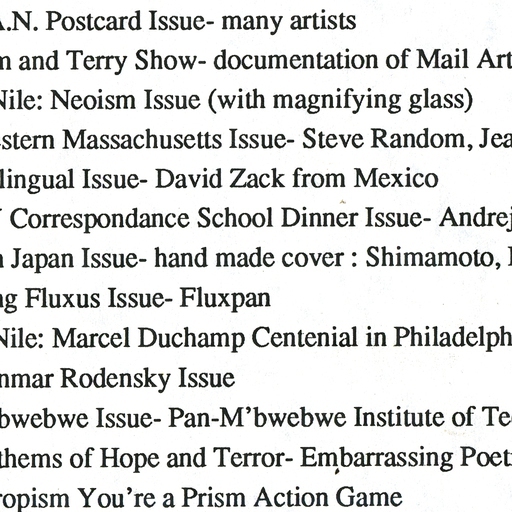 A.N. Postcard Issue- many artists
m and Terry Show- documentation of Mail Art
Nile: Neoism Issue (with magnifying glass)
stern Massachusetts Issue- Steve Random, Jea
lingual Issue- David Zack from Mexico
Correspondance School Dinner Issue- Andrej
n Japan Issue- hand made cover : Shimamoto,
ng Fluxus Issue- Fluxpan
Nile: Marcel Duchamp Centenial in Philadelph
nmar Rodensky Issue
bwebwe Issue- Pan-M'bwebwe Institute of Te
thems of Hope and Terror- Embarrassing Poet
ropism You're a Prism Action Game